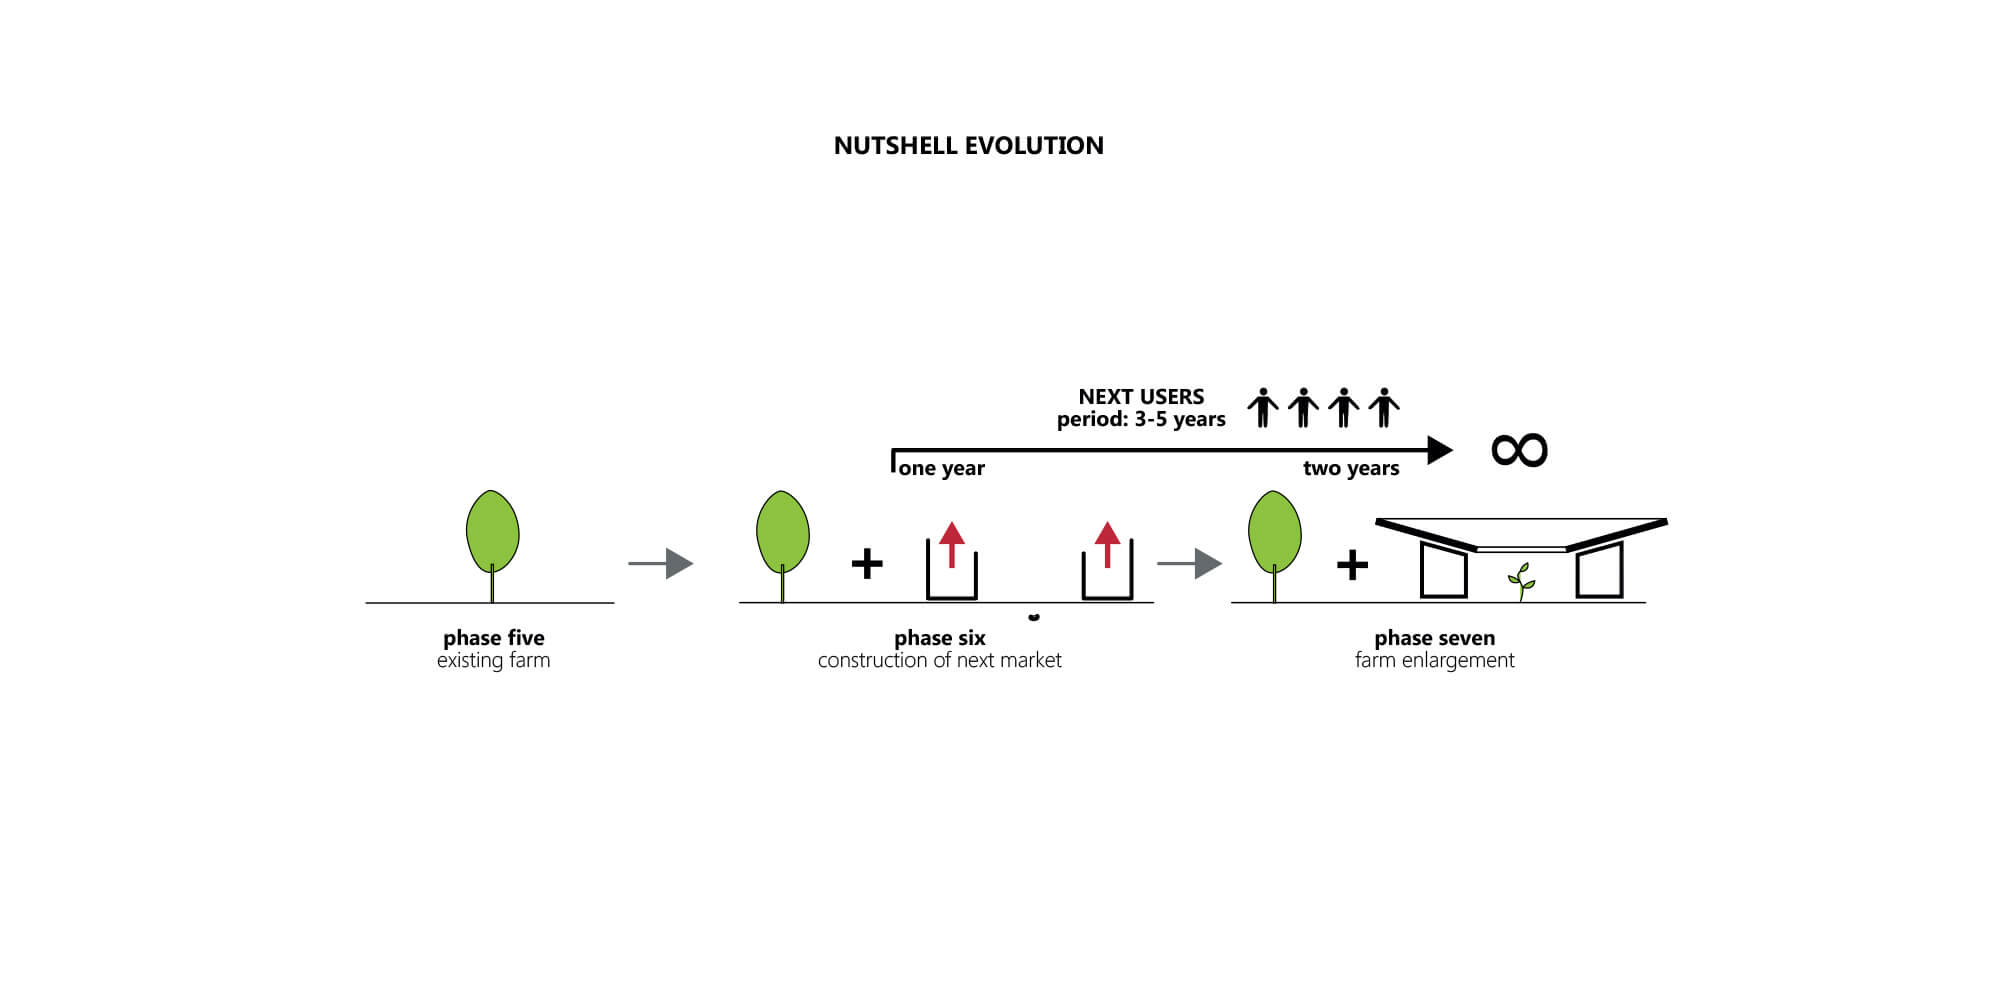 NUTSHELL EVOLUTION
NEXT USERS
period: 3-5 years
one year
two years
∞
+
+
phase five
existing farm
phase six
construction of next market
phase seven
farm enlargement